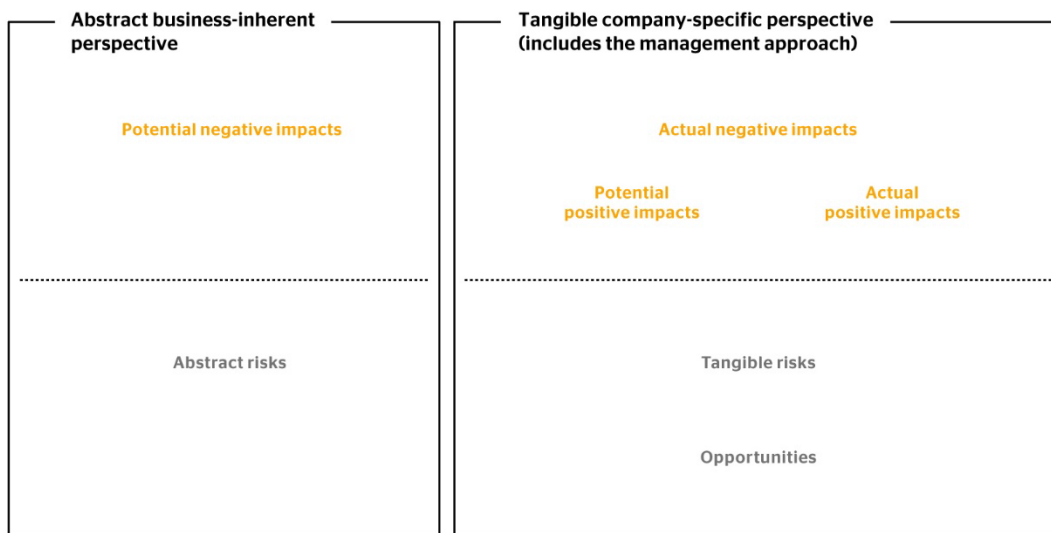 Abstract business-inherent
perspective
Potential negative impacts
Abstract risks
Tangible company-specific perspective
(includes the management approach)
Actual negative impacts
Potential
positive impacts
Actual
positive impacts
Tangible risks
Opportunities